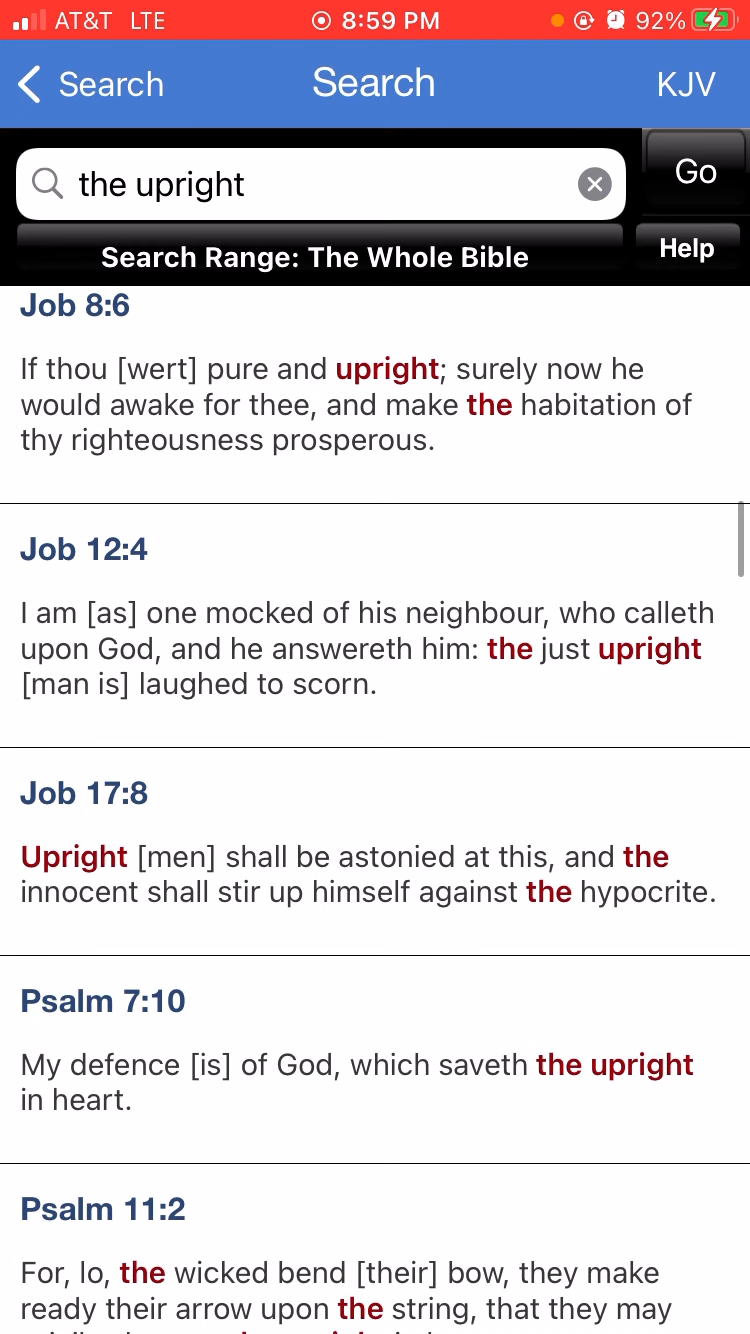 AT&T LTE 8:59 PM 92%
Search Search KJV
the upright Go
Search Range: The Whole Bible Help
Job 8:6
If thou [wert] pure and upright; surely now he
would awake for thee, and make the habitation of
thy righteousness prosperous.
Job 12:4
I am [as] one mocked of his neighbour, who calleth
upon God, and he answereth him: the just upright
[man is] laughed to scorn.
Job 17:8
Upright [men] shall be astonied at this, and the
innocent shall stir up himself against the hypocrite.
Psalm 7:10
My defence [is] of God, which saveth the upright
in heart.
Psalm 11:2
For, lo, the wicked bend [their] bow, they make
ready their arrow upon the string, that they may